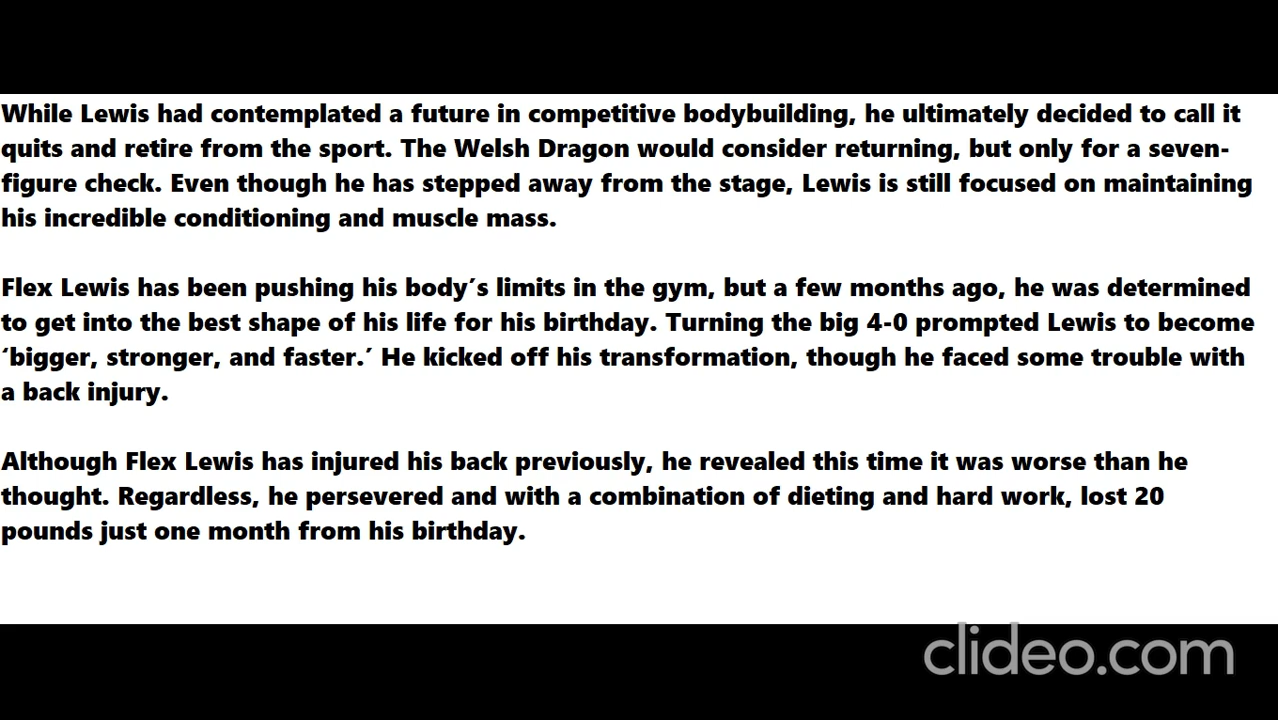 While Lewis had contemplated a future in competitive bodybuilding, he ultimately decided to call it
quits and retire from the sport. The Welsh Dragon would consider returning, but only for a seven-
figure check. Even though he has stepped away from the stage, Lewis is still focused on maintaining
his incredible conditioning and muscle mass.
Flex Lewis has been pushing his body’s limits in the gym, but a few months ago, he was determined
to get into the best shape of his life for his birthday. Turning the big 4-0 prompted Lewis to become
‘bigger, stronger, and faster.’ He kicked off his transformation, though he faced some trouble with
a back injury.
Although Flex Lewis has injured his back previously, he revealed this time it was worse than he
thought. Regardless, he persevered and with a combination of dieting and hard work, lost 20
pounds just one month from his birthday.
clideo.com